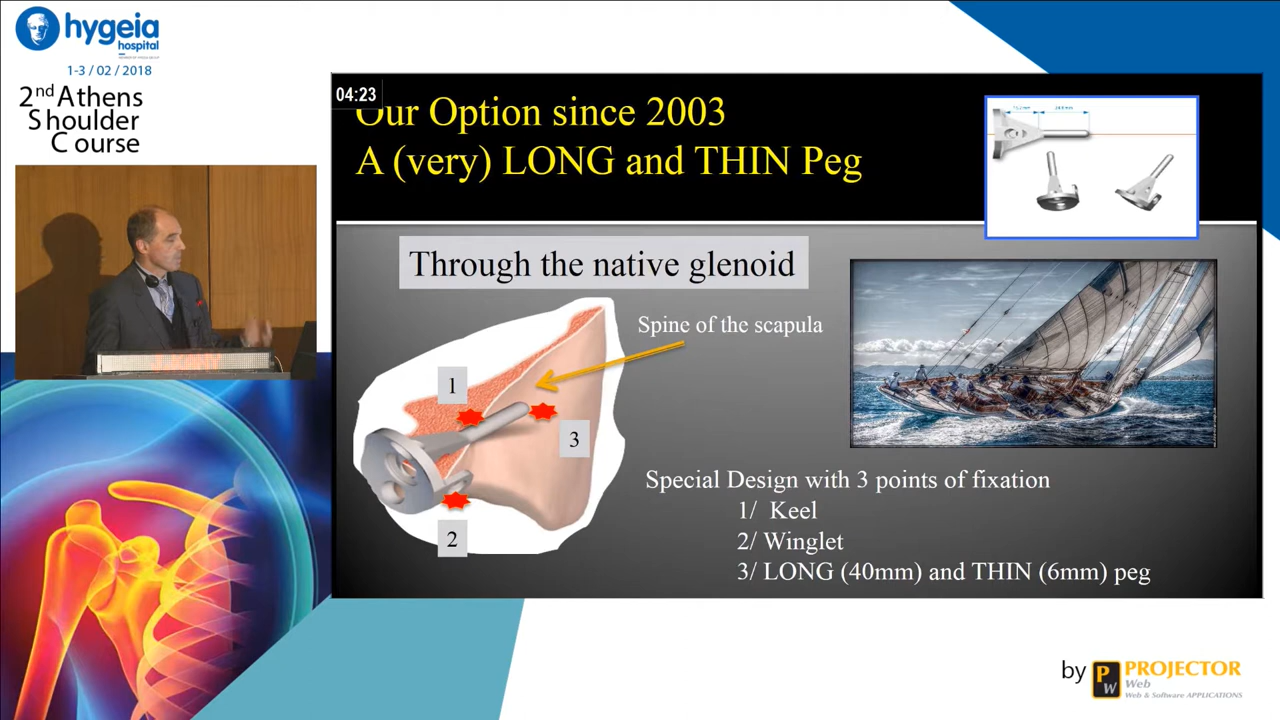 hygeia
hospital
1-3 / 02 / 2018
2nd Athens
Shoulder
Course
04:23
Our Option since 2003
A (very) LONG and THIN Peg
Through the native glenoid
Spine of the scapula
1
3
2
Special Design with 3 points of fixation
1/ Keel
2/ Winglet
3/ LONG (40mm) and THIN (6mm) peg
by PW PROJECTOR
Web
Web & Software APPLICATIONS